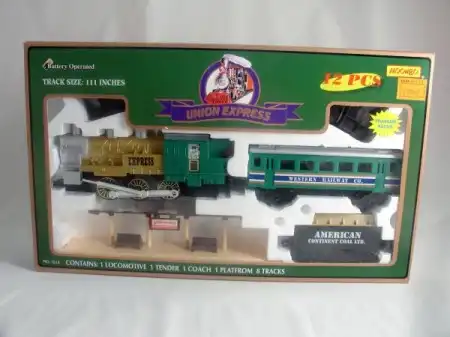 Battery Operated
TRACK SIZE: 111 INCHES
12 PCS
UNION EXPRESS
EXPRESS
WESTERN RAILWAY CO.
AMERICAN
CONTINENT COAL LTD.
CONTAINS: 1 LOCOMOTIVE 1 TENDER 1 COACH 1 PLATFROM 8 TRACKS